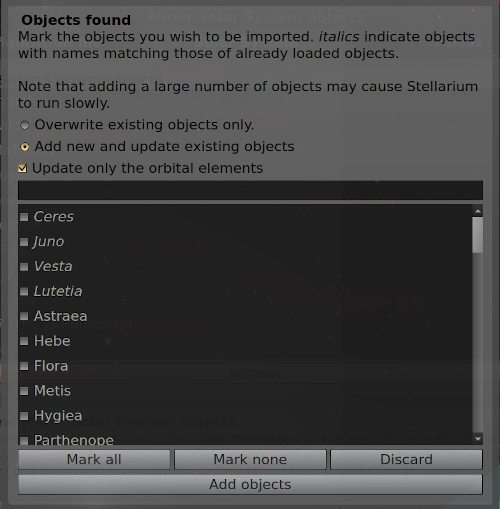 Objects found
Mark the objects you wish to be imported. italics indicate objects
with names matching those of already loaded objects.
Note that adding a large number of objects may cause Stellarium
to run slowly.
Overwrite existing objects only.
Add new and update existing objects
Update only the orbital elements
Ceres
Juno
Vesta
Lutetia
Astraea
Hebe
Flora
Metis
Hygiea
Parthenope
Mark all
Mark none
Discard
Add objects